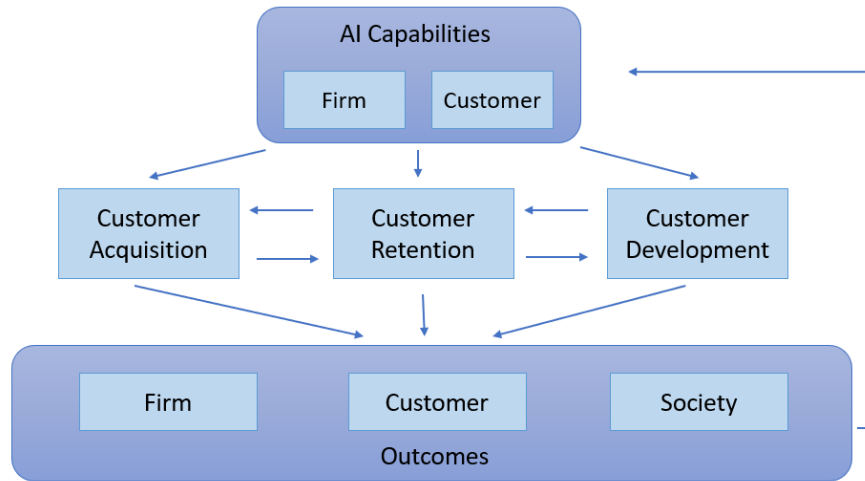 AI Capabilities
Firm
Customer
Customer
Acquisition
Customer
Retention
Customer
Development
Firm
Customer
Society
Outcomes